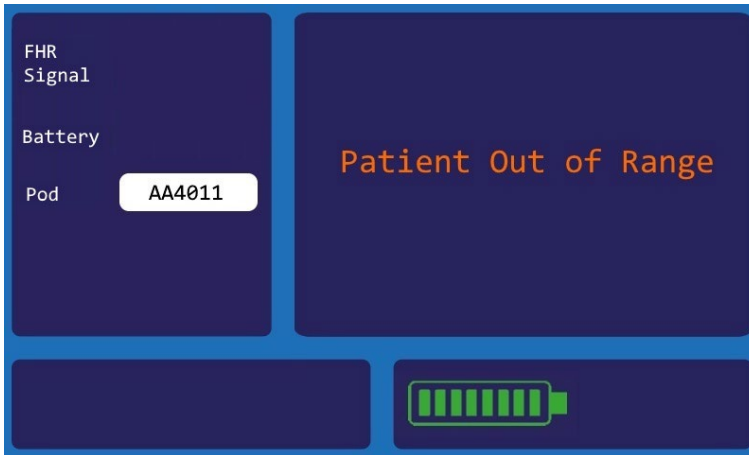 FHR
Signal
Battery
Pod AA4011
Patient Out of Range